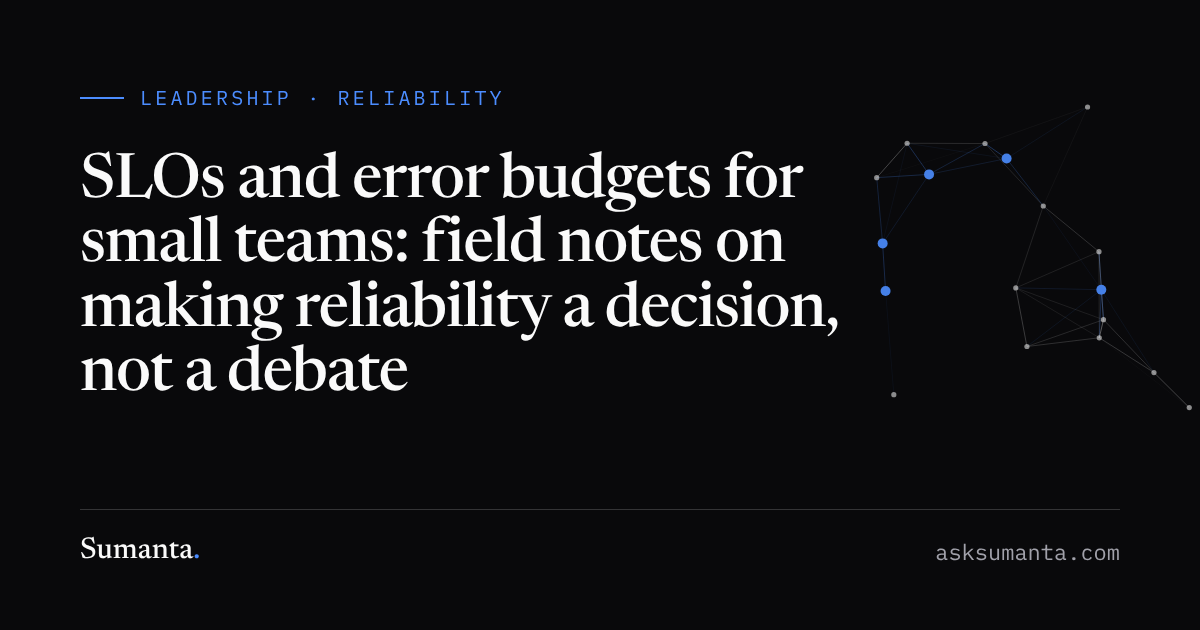 LEADERSHIP · RELIABILITY
SLOs and error budgets for
small teams: field notes on
making reliability a decision,
not a debate
Sumanta.
asksumanta.com